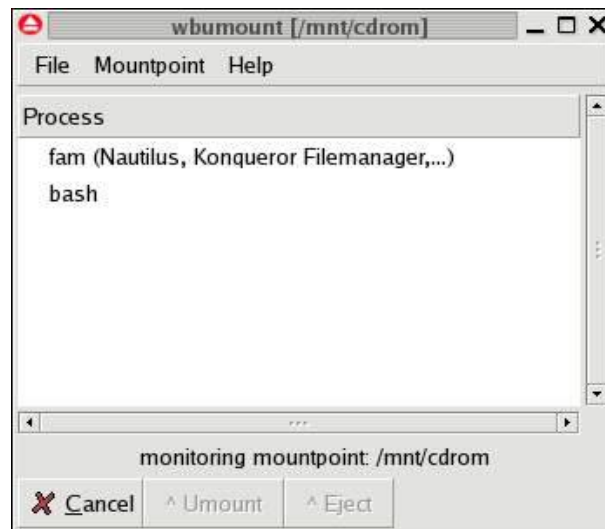 wbumount [/mnt/cdrom]
File Mountpoint Help
Process
fam (Nautilus, Konqueror Filemanager,...)
bash
monitoring mountpoint: /mnt/cdrom
Cancel ^ Umount ^ Eject